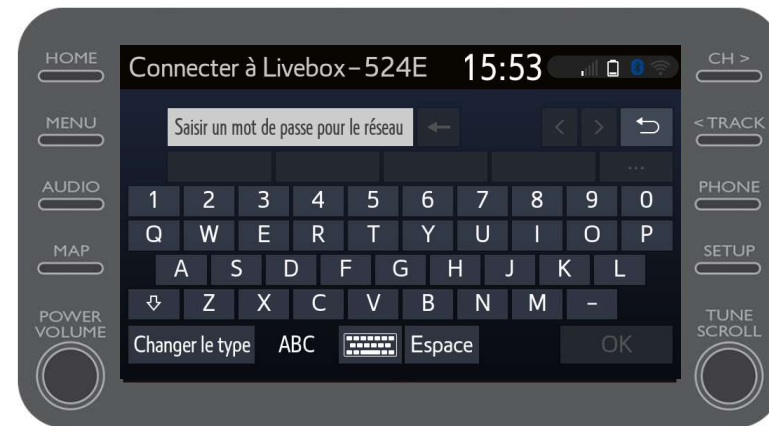 HOME
MENU
AUDIO
MAP
POWER
VOLUME
Connecter à Livebox – 524E 15:53
Saisir un mot de passe pour le réseau
...
1 2 3 4 5 6 7 8 9 0
Q W E R T Y U I O P
A S D F G H J K L
Z X C V B N M -
Changer le type ABC Espace OK
CH >
< TRACK
PHONE
SETUP
TUNE
SCROLL